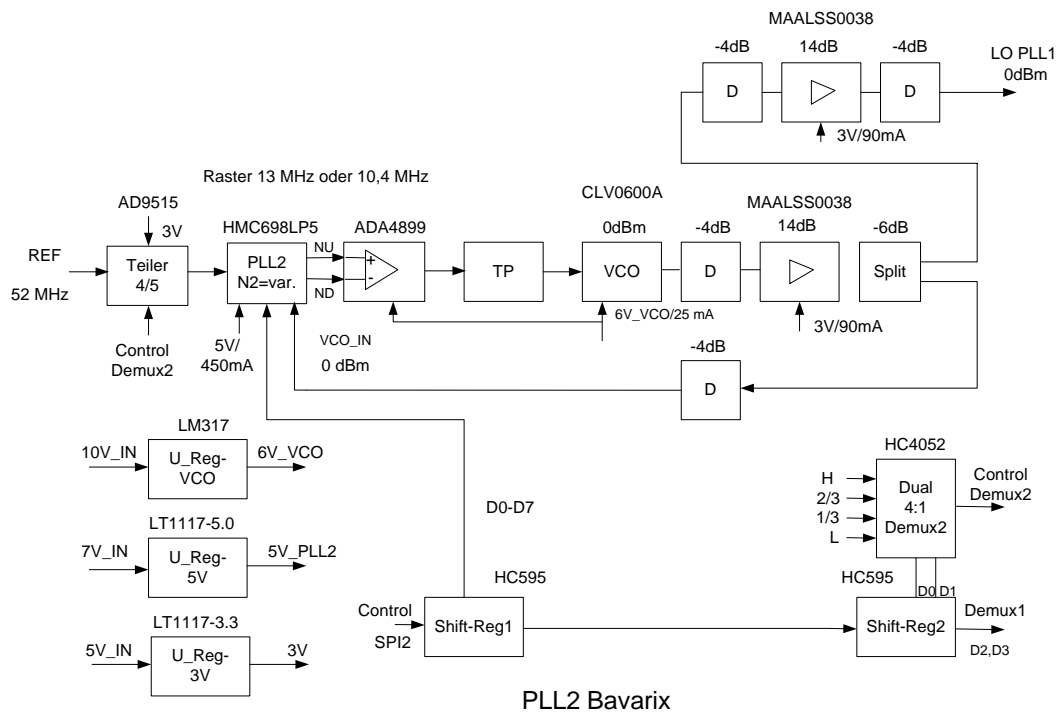 MAALSS0038
-4dB
14dB
-4dB
LO PLL1
0dBm
D
D
3V/90mA
Raster 13 MHz oder 10,4 MHz
AD9515
3V
HMC698LP5
ADA4899
CLV0600A
MAALSS0038
0dBm
-4dB
14dB
-6dB
REF
52 MHz
Teiler
4/5
PLL2
N2=var.
NU
ND
+
-
TP
VCO
D
Split
6V_VCO/25 mA
3V/90mA
Control
Demux2
5V/
450mA
VCO_IN
0 dBm
-4dB
D
LM317
10V_IN
U_Reg-
VCO
6V_VCO
HC4052
H
2/3
1/3
L
Dual
4:1
Demux2
Control
Demux2
D0-D7
LT1117-5.0
7V_IN
U_Reg-
5V
5V_PLL2
HC595
HC595
D0
D1
Control
SPI2
Shift-Reg1
Shift-Reg2
Demux1
D2,D3
LT1117-3.3
5V_IN
U_Reg-
3V
3V
PLL2 Bavarix